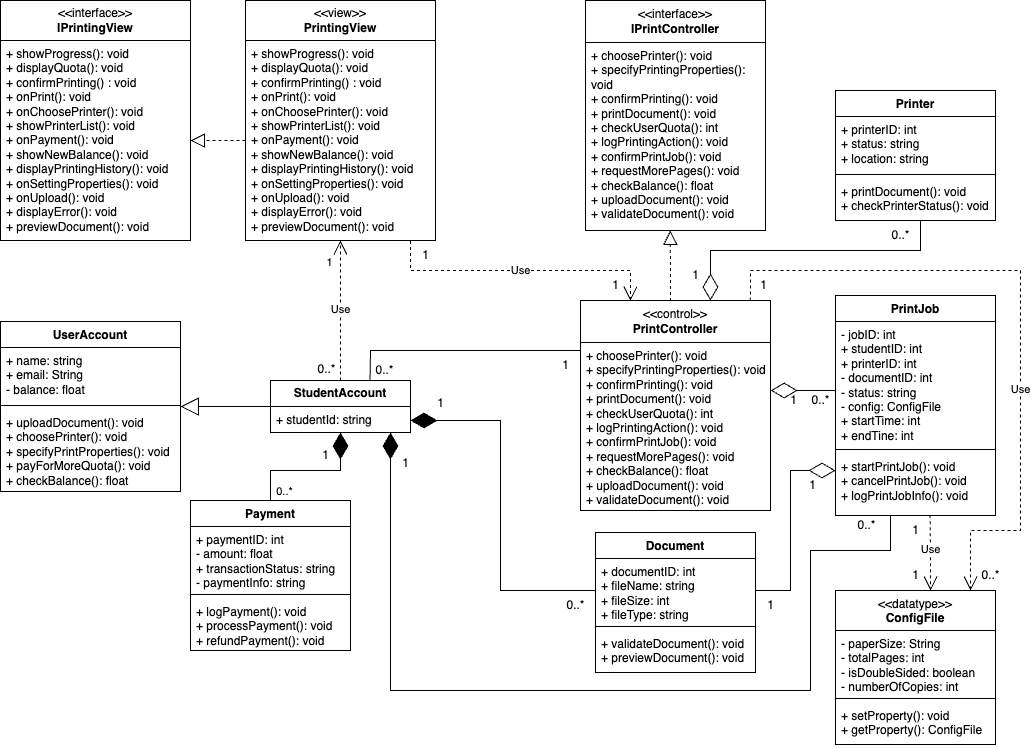 <<interface>>
IPrintingView
+ showProgress(): void
+ displayQuota(): void
+ confirmPrinting() : void
+ onPrint(): void
+ onChoosePrinter(): void
+ showPrinterList(): void
+ onPayment(): void
+ showNewBalance(): void
+ displayPrintingHistory(): void
+ onSettingProperties(): void
+ onUpload(): void
+ displayError(): void
+ previewDocument(): void
<<view>>
PrintingView
+ showProgress(): void
+ displayQuota(): void
+ confirmPrinting() : void
+ onPrint(): void
+ onChoosePrinter(): void
+ showPrinterList(): void
+ onPayment(): void
+ showNewBalance(): void
+ displayPrintingHistory(): void
+ onSettingProperties(): void
+ onUpload(): void
+ displayError(): void
+ previewDocument(): void
<<interface>>
IPrintController
+ choosePrinter(): void
+ specifyPrintingProperties():
void
+ confirmPrinting(): void
+ printDocument(): void
+ checkUserQuota(): int
+ logPrintingAction(): void
+ confirmPrintJob(): void
+ requestMorePages(): void
+ checkBalance(): float
+ uploadDocument(): void
+ validateDocument(): void
Printer
+ printerID: int
+ status: string
+ location: string
+ printDocument(): void
+ checkPrinterStatus(): void
0..*
1
1
Use
1
1
1
Use
0..*
UserAccount
+ name: string
+ email: String
- balance: float
+ uploadDocument(): void
+ choosePrinter(): void
+ specifyPrintProperties(): void
+ payForMoreQuota(): void
+ checkBalance(): float
0..*
1
StudentAccount
+ studentId: string
1
1
1
<<control>>
PrintController
+ choosePrinter(): void
+ specifyPrintingProperties(): void
+ confirmPrinting(): void
+ printDocument(): void
+ checkUserQuota(): int
+ logPrintingAction(): void
+ confirmPrintJob(): void
+ requestMorePages(): void
+ checkBalance(): float
+ uploadDocument(): void
+ validateDocument(): void
1
0..*
PrintJob
- jobID: int
+ studentID: int
+ printerID: int
- documentID: int
- status: string
- config: ConfigFile
+ startTime: int
+ endTine: int
+ startPrintJob(): void
+ cancelPrintJob(): void
+ logPrintJobInfo(): void
Use
1
0..*
Payment
+ paymentID: int
- amount: float
+ transactionStatus: string
- paymentInfo: string
+ logPayment(): void
+ processPayment(): void
+ refundPayment(): void
0..*
Document
+ documentID: int
+ fileName: string
+ fileSize: int
+ fileType: string
+ validateDocument(): void
+ previewDocument(): void
1
0..*
1
Use
1
0..*
<<datatype>>
ConfigFile
- paperSize: String
- totalPages: int
- isDoubleSided: boolean
- numberOfCopies: int
+ setProperty(): void
+ getProperty(): ConfigFile